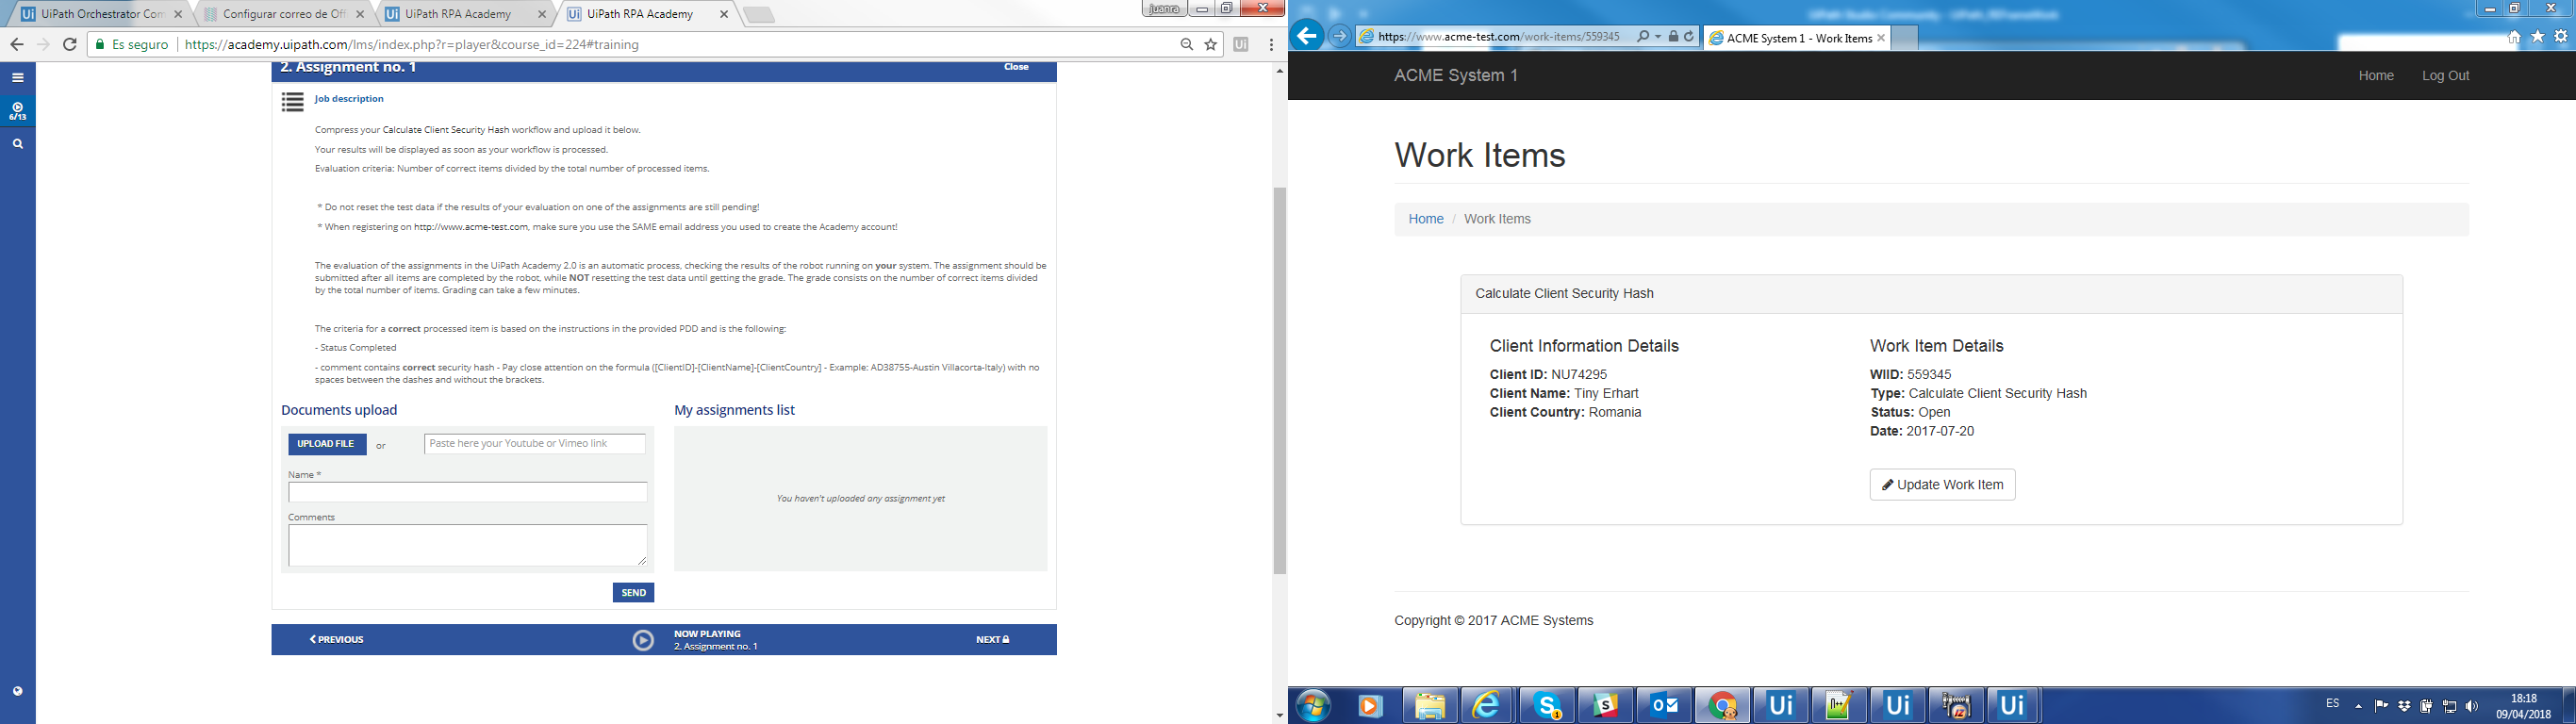 UiPath Orchestrator Com
Configurar correo de Off
UiPath RPA Academy
UiPath RPA Academy
juanra
Es seguro
https://academy.uipath.com/lms/index.php?r=player&course_id=224#training
6/13
2. Assignment no. 1
Close
Job description
Compress your Calculate Client Security Hash workflow and upload it below.
Your results will be displayed as soon as your workflow is processed.
Evaluation criteria: Number of correct items divided by the total number of processed items.
* Do not reset the test data if the results of your evaluation on one of the assignments are still pending!
* When registering on http://www.acme-test.com, make sure you use the SAME email address you used to create the Academy account!
The evaluation of the assignments in the UiPath Academy 2.0 is an automatic process, checking the results of the robot running on your system. The assignment should be
submitted after all items are completed by the robot, while NOT resetting the test data until getting the grade. The grade consists on the number of correct items divided
by the total number of items. Grading can take a few minutes.
The criteria for a correct processed item is based on the instructions in the provided PDD and is the following:
- Status Completed
- comment contains correct security hash - Pay close attention on the formula ([ClientID]-[ClientName]-[ClientCountry] - Example: AD38755-Austin Villacorta-Italy) with no
spaces between the dashes and without the brackets.
Documents upload
My assignments list
UPLOAD FILE
or
Paste here your Youtube or Vimeo link
Name *
Comments
You haven't uploaded any assignment yet
SEND
PREVIOUS
NOW PLAYING
2. Assignment no. 1
NEXT
https://www.acme-test.com/work-items/559345
ACME System 1 - Work Items
ACME System 1
Home
Log Out
Work Items
Home / Work Items
Calculate Client Security Hash
Client Information Details
Client ID: NU74295
Client Name: Tiny Erhart
Client Country: Romania
Work Item Details
WIID: 559345
Type: Calculate Client Security Hash
Status: Open
Date: 2017-07-20
Update Work Item
Copyright © 2017 ACME Systems
ES
18:18
09/04/2018